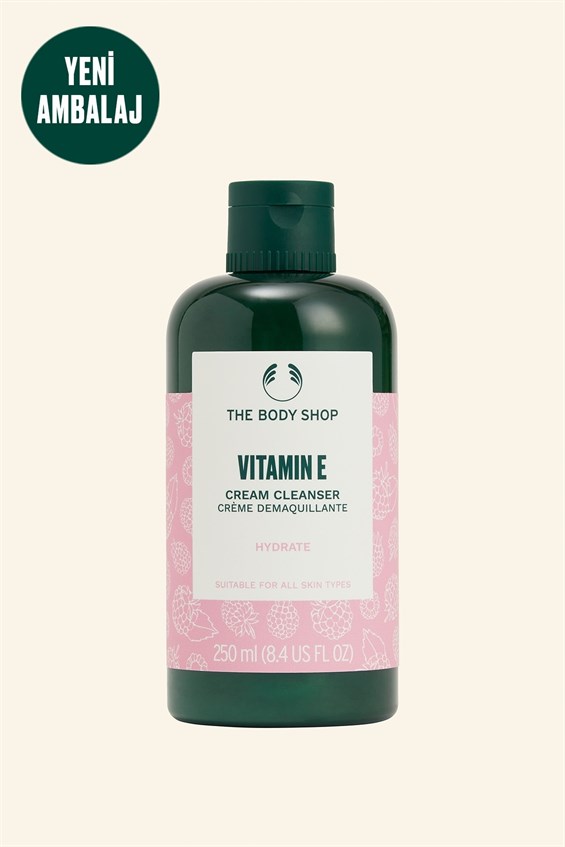 YENİ
AMBALAJ
THE BODY SHOP
VITAMIN E
CREAM CLEANSER
CRÈME DEMAQUILLANTE
HYDRATE
SUITABLE FOR ALL SKIN TYPES
250 ml (8.4 US FL OZ)